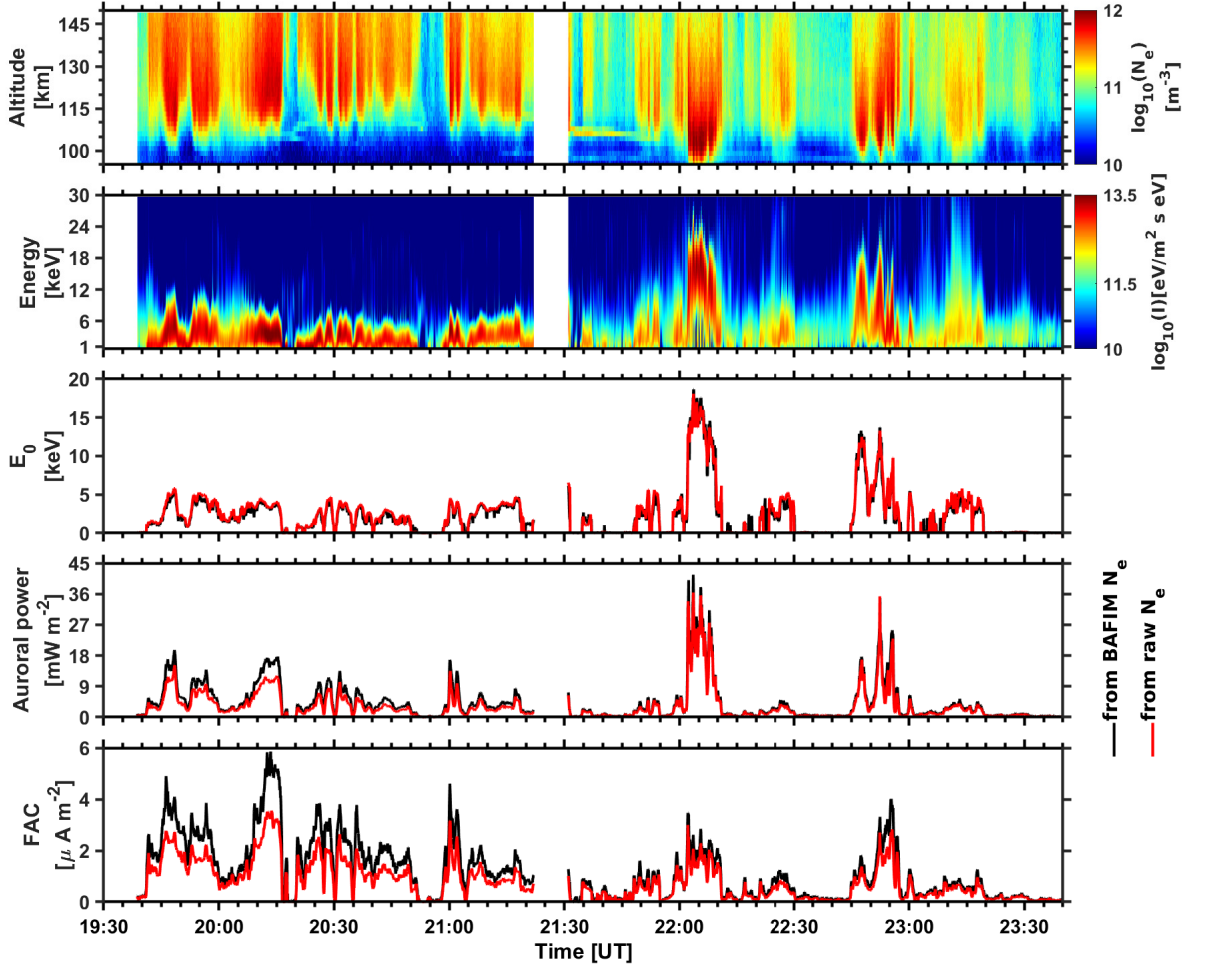 145
130
115
100
Altitude
[km]
12
11
10
log10(Ne)
[m-3]
30
24
18
12
6
1
Energy
[keV]
13.5
11.5
10
log10(I)[eV/m2 s eV]
20
15
10
5
0
E0
[keV]
45
36
27
18
9
0
Auroral power
[mW m-2]
from BAFIM Ne
from raw Ne
6
4
2
0
FAC
[μ A m-2]
19:30 20:00 20:30 21:00 21:30 22:00 22:30 23:00 23:30
Time [UT]